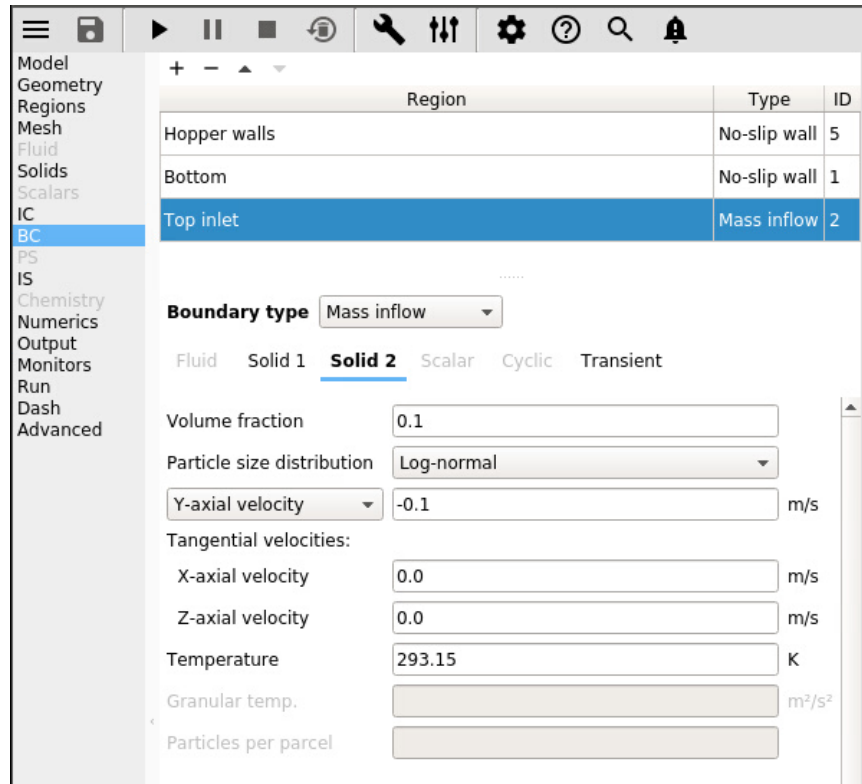 Model
Geometry
Regions
Mesh
Fluid
Solids
Scalars
IC
BC
PS
IS
Chemistry
Numerics
Output
Monitors
Run
Dash
Advanced
Region Type ID
Hopper walls No-slip wall 5
Bottom No-slip wall 1
Top inlet Mass inflow 2
Boundary type Mass inflow
Fluid Solid 1 Solid 2 Scalar Cyclic Transient
Volume fraction 0.1
Particle size distribution Log-normal
Y-axial velocity -0.1 m/s
Tangential velocities:
X-axial velocity 0.0 m/s
Z-axial velocity 0.0 m/s
Temperature 293.15 K
Granular temp. m²/s²
Particles per parcel